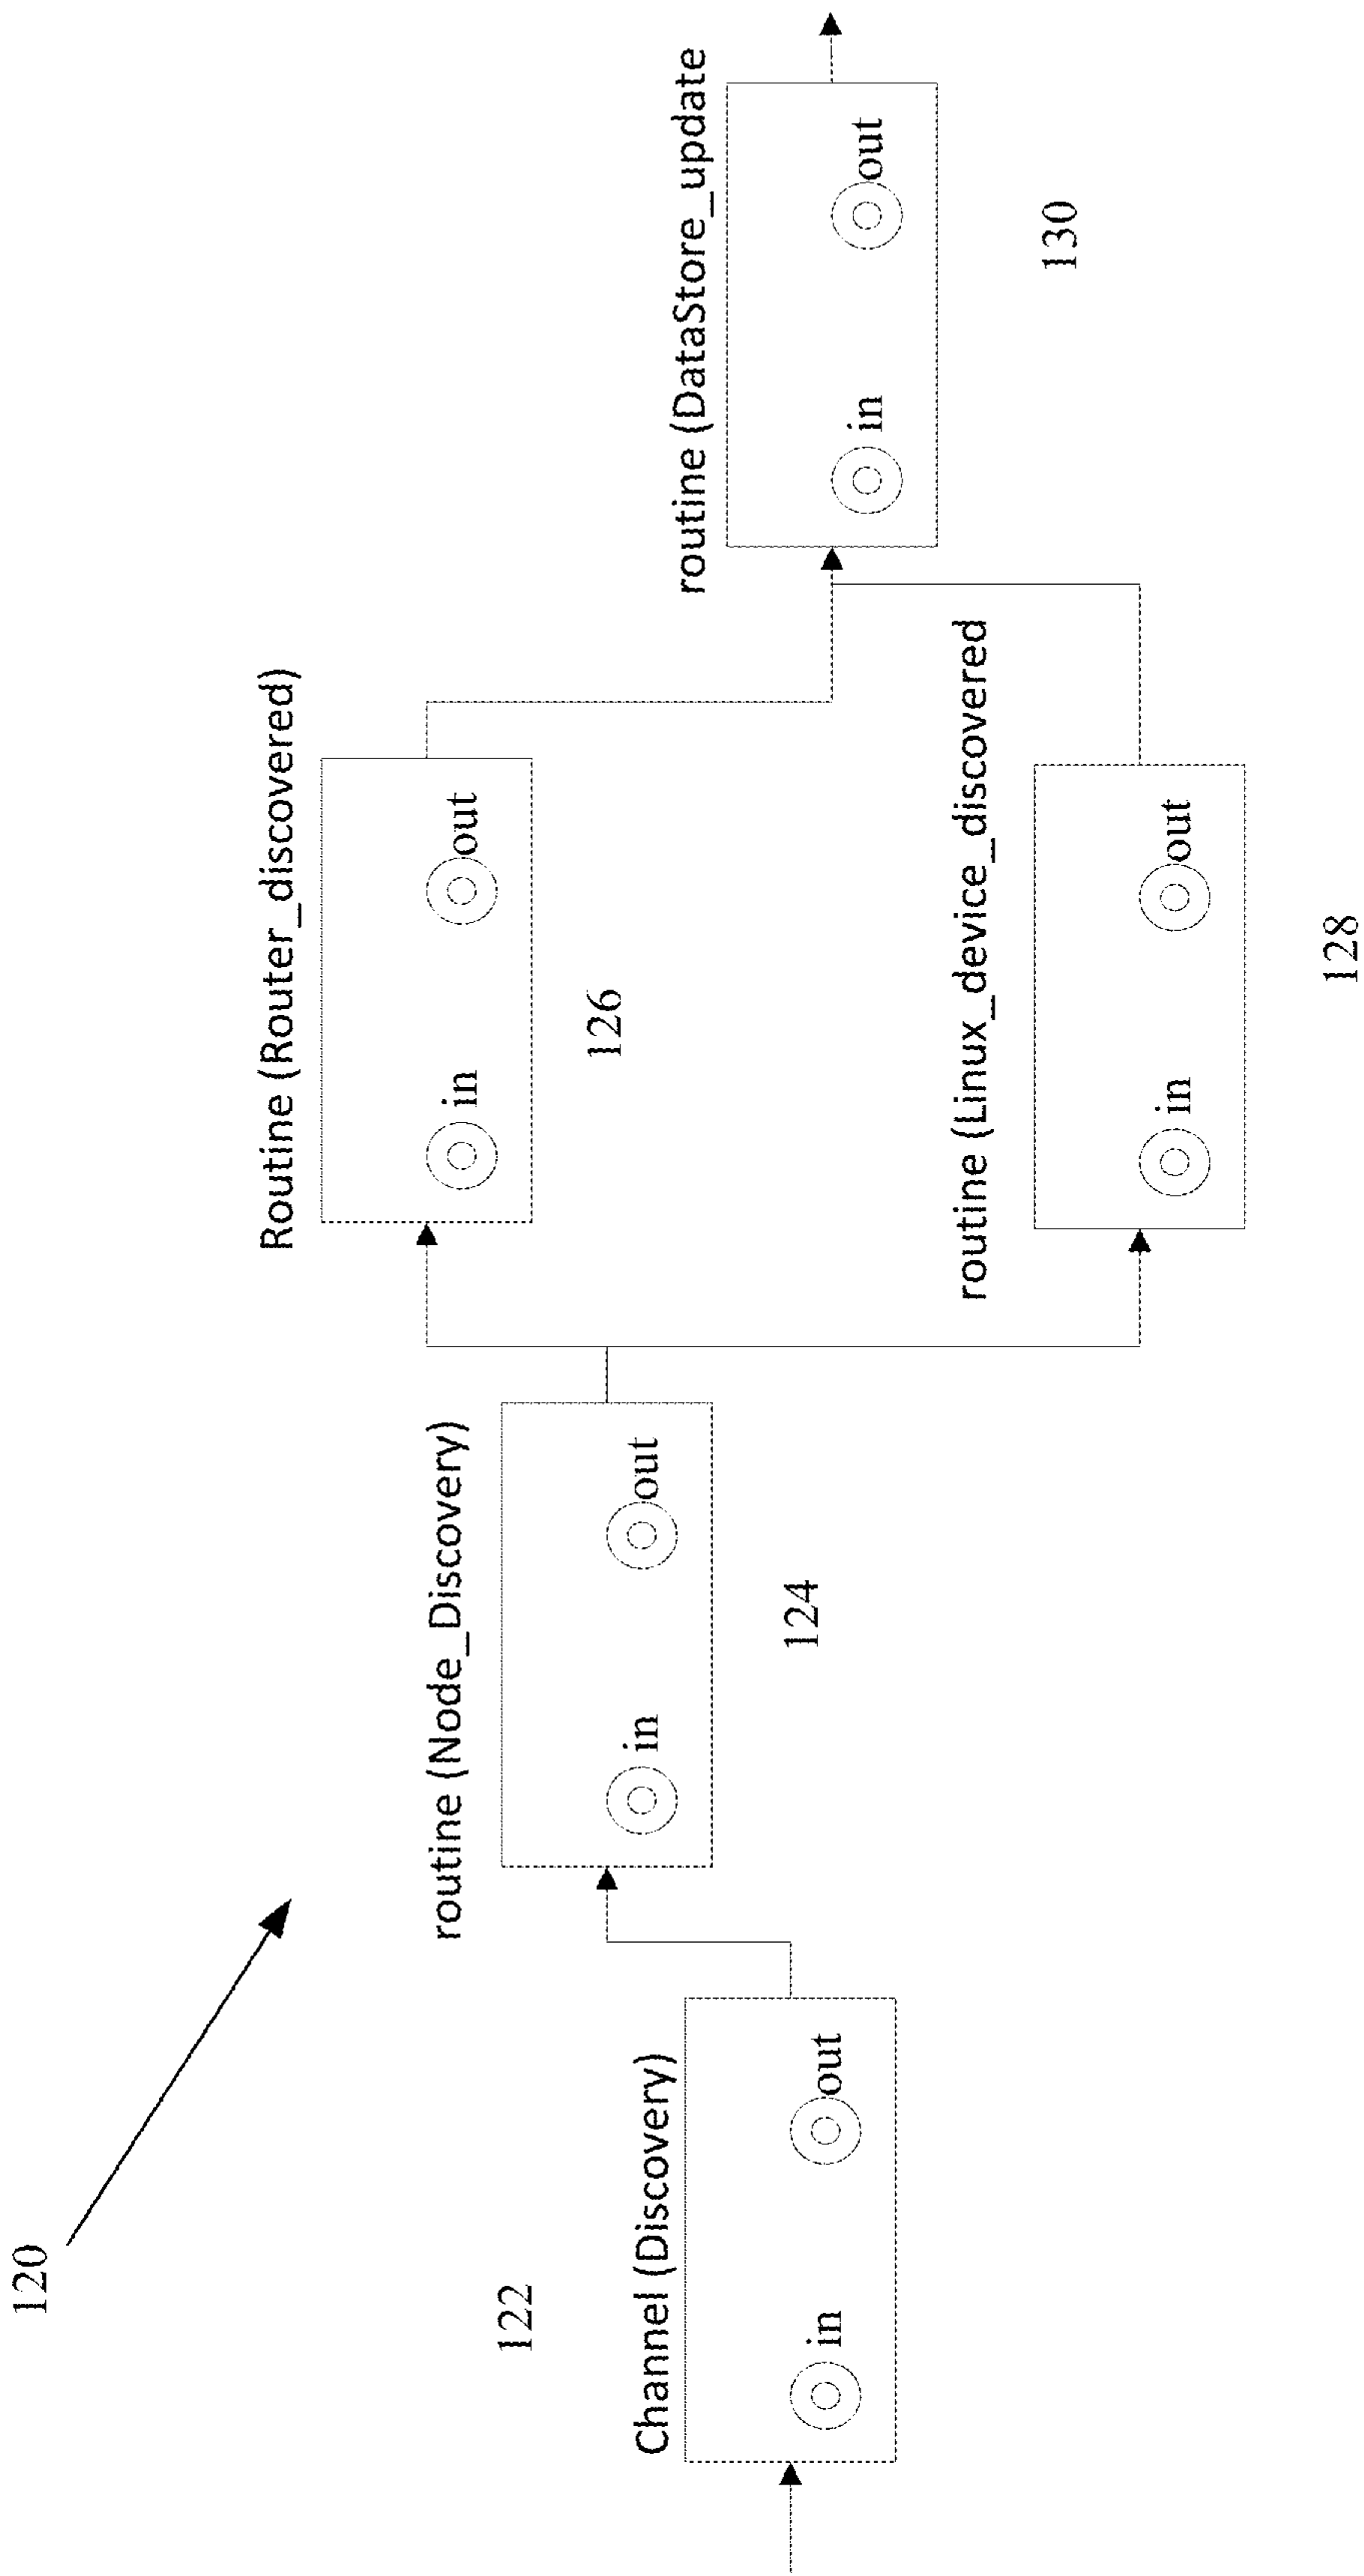 120
122
Channel (Discovery)
in
out
routine (Node_Discovery)
in
out
124
Routine (Router_discovered)
in
out
126
routine (Linux_device_discovered
in
out
128
routine (DataStore_update
in
out
130